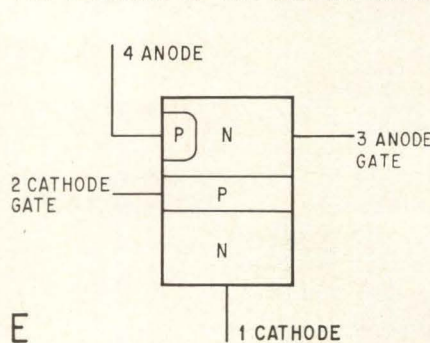 4 ANODE
P N
3 ANODE
GATE
2 CATHODE
GATE
P
N
E
1 CATHODE